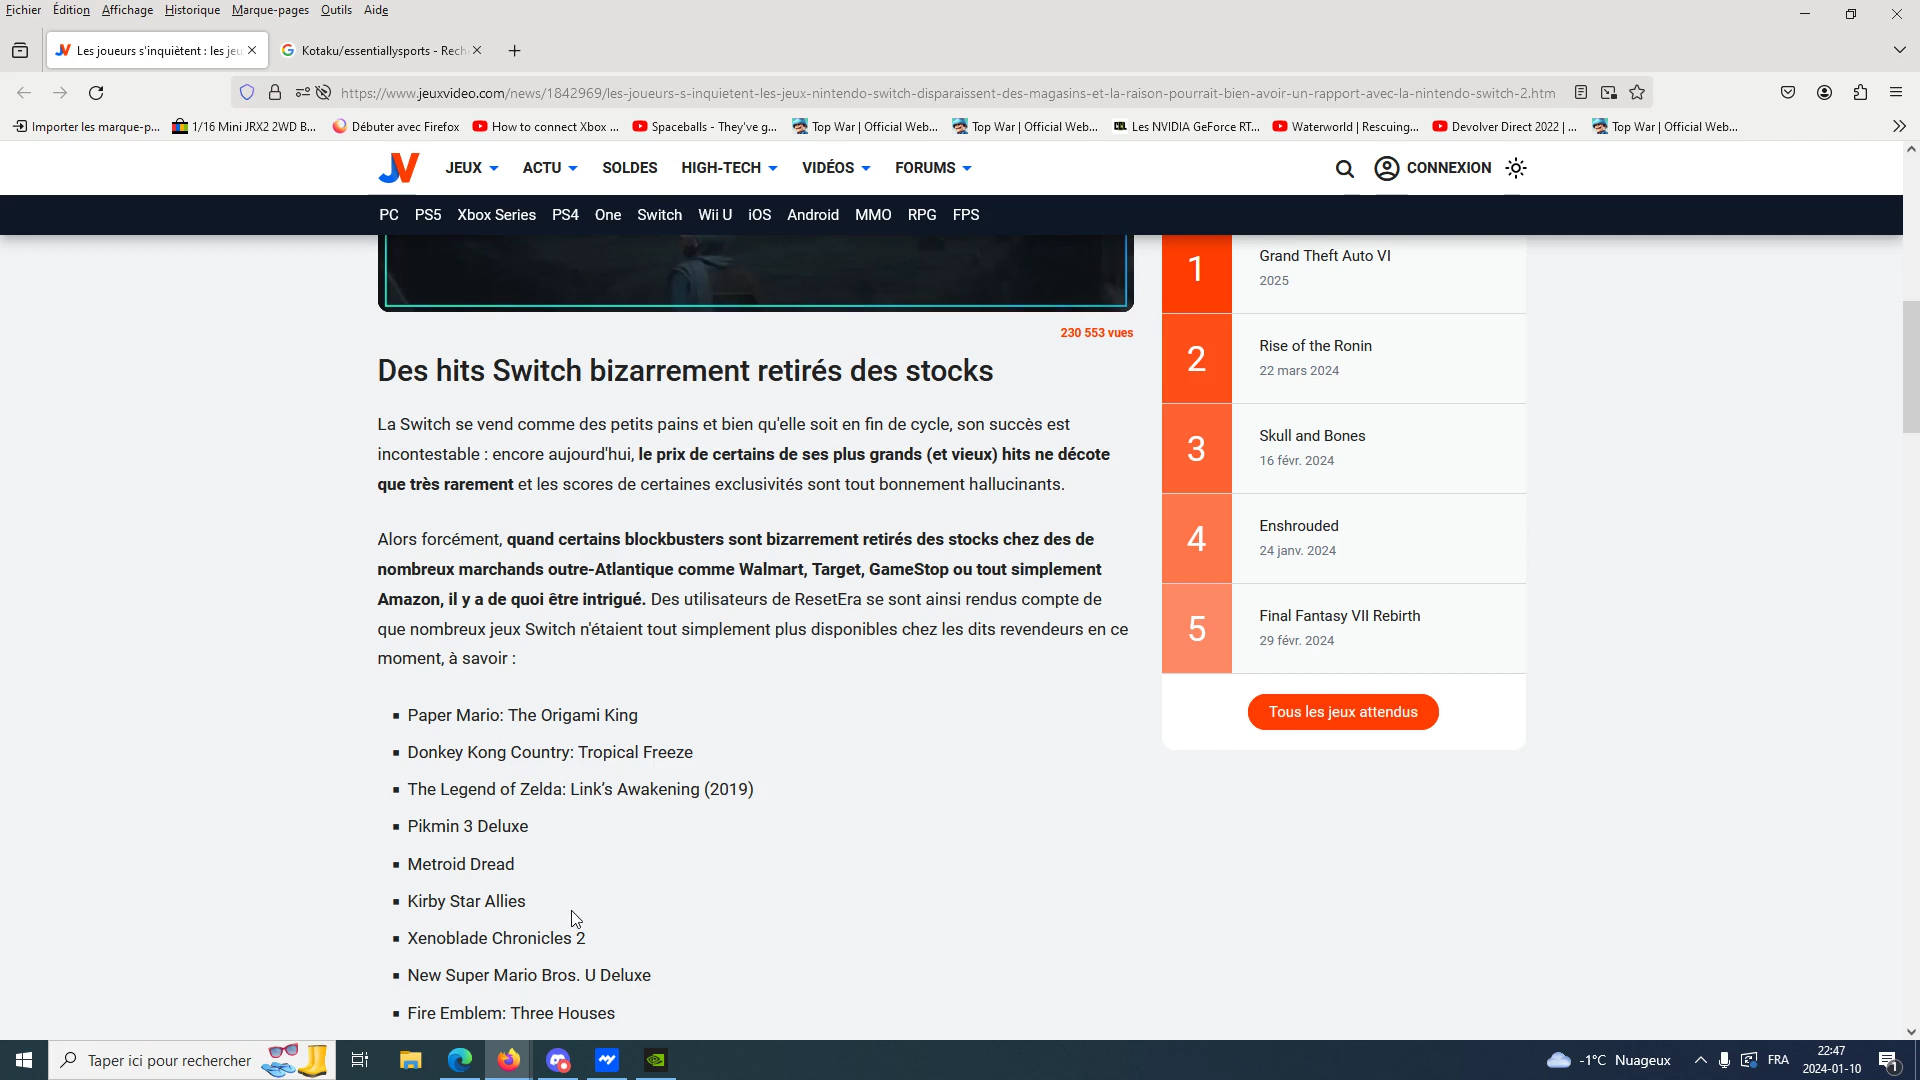 Fichier Édition Affichage Historique Marque-pages Outils Aide
Les joueurs s'inquiètent : les jeu
Kotaku/essentiallysports - Rech
https://www.jeuxvideo.com/news/1842969/les-joueurs-s-inquietent-les-jeux-nintendo-switch-disparaissent-des-magasins-et-la-raison-pourrait-bien-avoir-un-rapport-avec-la-nintendo-switch-2.htm
Importer les marque-p... 1/16 Mini JRX2 2WD B... Débuter avec Firefox How to connect Xbox ... Spaceballs - They've g... Top War | Official Web... Top War | Official Web... Les NVIDIA GeForce RT... Waterworld | Rescuing... Devolver Direct 2022 | ... Top War | Official Web...
JV JEUX ACTU SOLDES HIGH-TECH VIDÉOS FORUMS CONNEXION
PC PS5 Xbox Series PS4 One Switch Wii U iOS Android MMO RPG FPS
230 553 vues
Des hits Switch bizarrement retirés des stocks
La Switch se vend comme des petits pains et bien qu'elle soit en fin de cycle, son succès est
incontestable : encore aujourd'hui, le prix de certains de ses plus grands (et vieux) hits ne décote
que très rarement et les scores de certaines exclusivités sont tout bonnement hallucinants.
Alors forcément, quand certains blockbusters sont bizarrement retirés des stocks chez des de
nombreux marchands outre-Atlantique comme Walmart, Target, GameStop ou tout simplement
Amazon, il y a de quoi être intrigué. Des utilisateurs de ResetEra se sont ainsi rendus compte de
que nombreux jeux Switch n'étaient tout simplement plus disponibles chez les dits revendeurs en ce
moment, à savoir :
Paper Mario: The Origami King
Donkey Kong Country: Tropical Freeze
The Legend of Zelda: Link's Awakening (2019)
Pikmin 3 Deluxe
Metroid Dread
Kirby Star Allies
Xenoblade Chronicles 2
New Super Mario Bros. U Deluxe
Fire Emblem: Three Houses
1
Grand Theft Auto VI
2025
2
Rise of the Ronin
22 mars 2024
3
Skull and Bones
16 févr. 2024
4
Enshrouded
24 janv. 2024
5
Final Fantasy VII Rebirth
29 févr. 2024
Tous les jeux attendus
Taper ici pour rechercher
-1°C Nuageux
FRA
22:47
2024-01-10
1